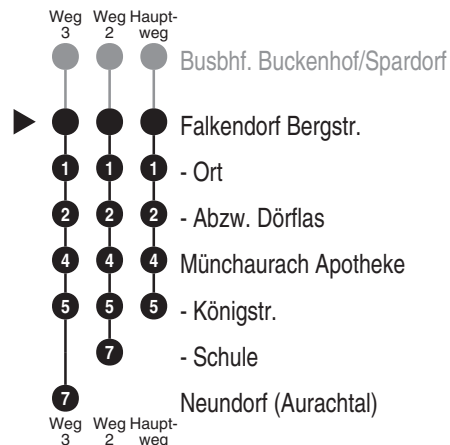 Weg Weg Haupt-
3 2 weg
Busbhf. Buckenhof/Spardorf
Falkendorf Bergstr.
1 1 1 - Ort
2 2 2 - Abzw. Dörflas
4 4 4 Münchaurach Apotheke
5 5 5 - Königstr.
7 - Schule
7 Neundorf (Aurachtal)
Weg Weg Haupt-
3 2 weg